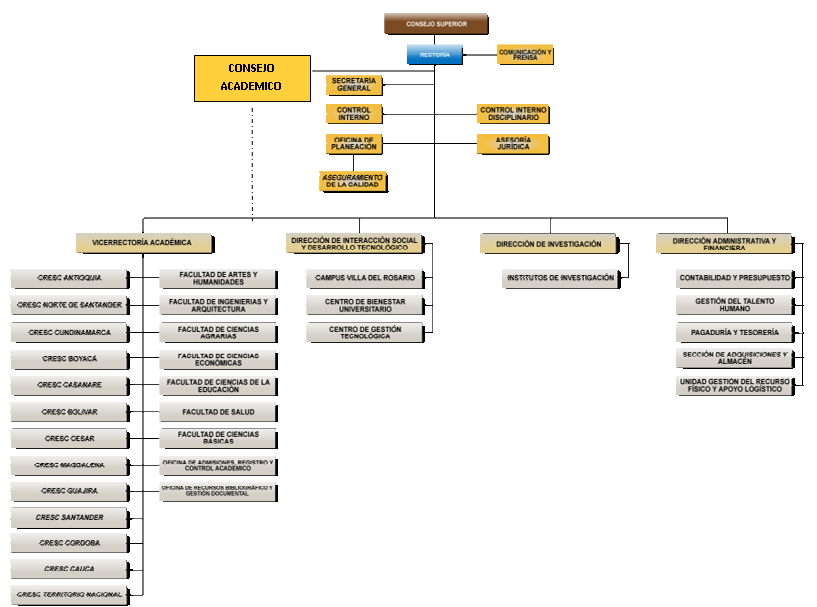 CONSEJO SUPERIOR
RECTORÍA
COMUNICACIÓN Y
PRENSA
CONSEJO
ACADEMICO
SECRETARÍA
GENERAL
CONTROL
INTERNO
CONTROL INTERNO
DISCIPLINARIO
OFICINA DE
PLANEACIÓN
ASESORÍA
JURÍDICA
ASEGURAMIENTO
DE LA CALIDAD
VICERRECTORÍA ACADÉMICA
DIRECCIÓN DE INTERACCIÓN SOCIAL
Y DESARROLLO TECNOLÓGICO
DIRECCIÓN DE INVESTIGACIÓN
DIRECCIÓN ADMINISTRATIVA Y
FINANCIERA
CRESC ANTIOQUIA
CRESC NORTE DE SANTANDER
CRESC CUNDINAMARCA
CRESC BOYACÁ
CRESC CASANARE
CRESC BOLIVAR
CRESC CESAR
CRESC MAGDALENA
CRESC GUAJIRA
CRESC SANTANDER
CRESC CORDOBA
CRESC CAUCA
CRESC TERRITORIO NACIONAL
FACULTAD DE ARTES Y
HUMANIDADES
FACULTAD DE INGENIERIAS Y
ARQUITECTURA
FACULTAD DE CIENCIAS
AGRARIAS
FACULTAD DE CIENCIAS
ECONÓMICAS
FACULTAD DE CIENCIAS DE LA
EDUCACIÓN
FACULTAD DE SALUD
FACULTAD DE CIENCIAS
BÁSICAS
OFICINA DE ADMISIONES, REGISTRO Y
CONTROL ACADÉMICO
OFICINA DE RECURSOS BIBLIOGRÁFICO Y
GESTIÓN DOCUMENTAL
CAMPUS VILLA DEL ROSARIO
CENTRO DE BIENESTAR
UNIVERSITARIO
CENTRO DE GESTIÓN
TECNOLÓGICA
INSTITUTOS DE INVESTIGACIÓN
CONTABILIDAD Y PRESUPUESTO
GESTIÓN DEL TALENTO
HUMANO
PAGADURÍA Y TESORERÍA
SECCIÓN DE ADQUISICIONES Y
ALMACÉN
UNIDAD GESTION DEL RECURSO
FÍSICO Y APOYO LOGÍSTICO